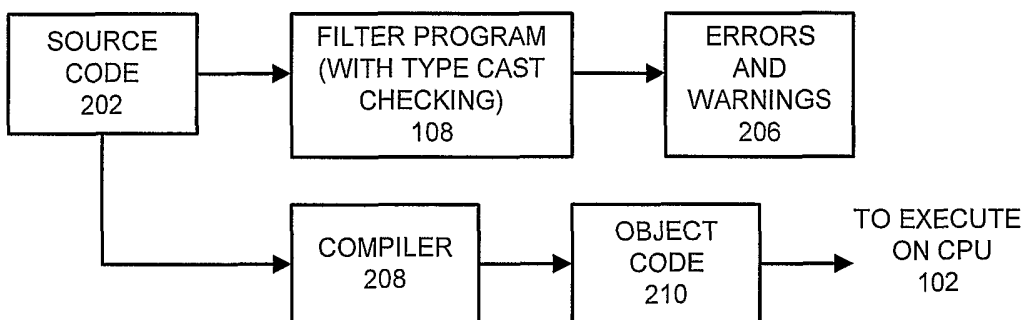 SOURCE
CODE
202
FILTER PROGRAM
(WITH TYPE CAST
CHECKING)
108
ERRORS
AND
WARNINGS
206
COMPILER
208
OBJECT
CODE
210
TO EXECUTE
ON CPU
102